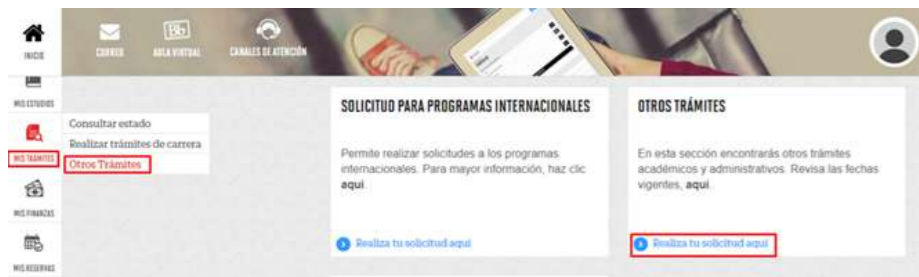 INICIO
CORREO
AULA VIRTUAL
CANALES DE ATENCIÓN
MIS ESTUDIOS
MIS TRÁMITES
MIS FINANZAS
MIS RESERVAS
Consultar estado
Realizar trámites de carrera
Otros Trámites
SOLICITUD PARA PROGRAMAS INTERNACIONALES
Permite realizar solicitudes a los programas
internacionales. Para mayor información, haz clic
aquí.
Realiza tu solicitud aquí
OTROS TRÁMITES
En esta sección encontrarás otros trámites
académicos y administrativos. Revisa las fechas
vigentes, aquí.
Realiza tu solicitud aquí